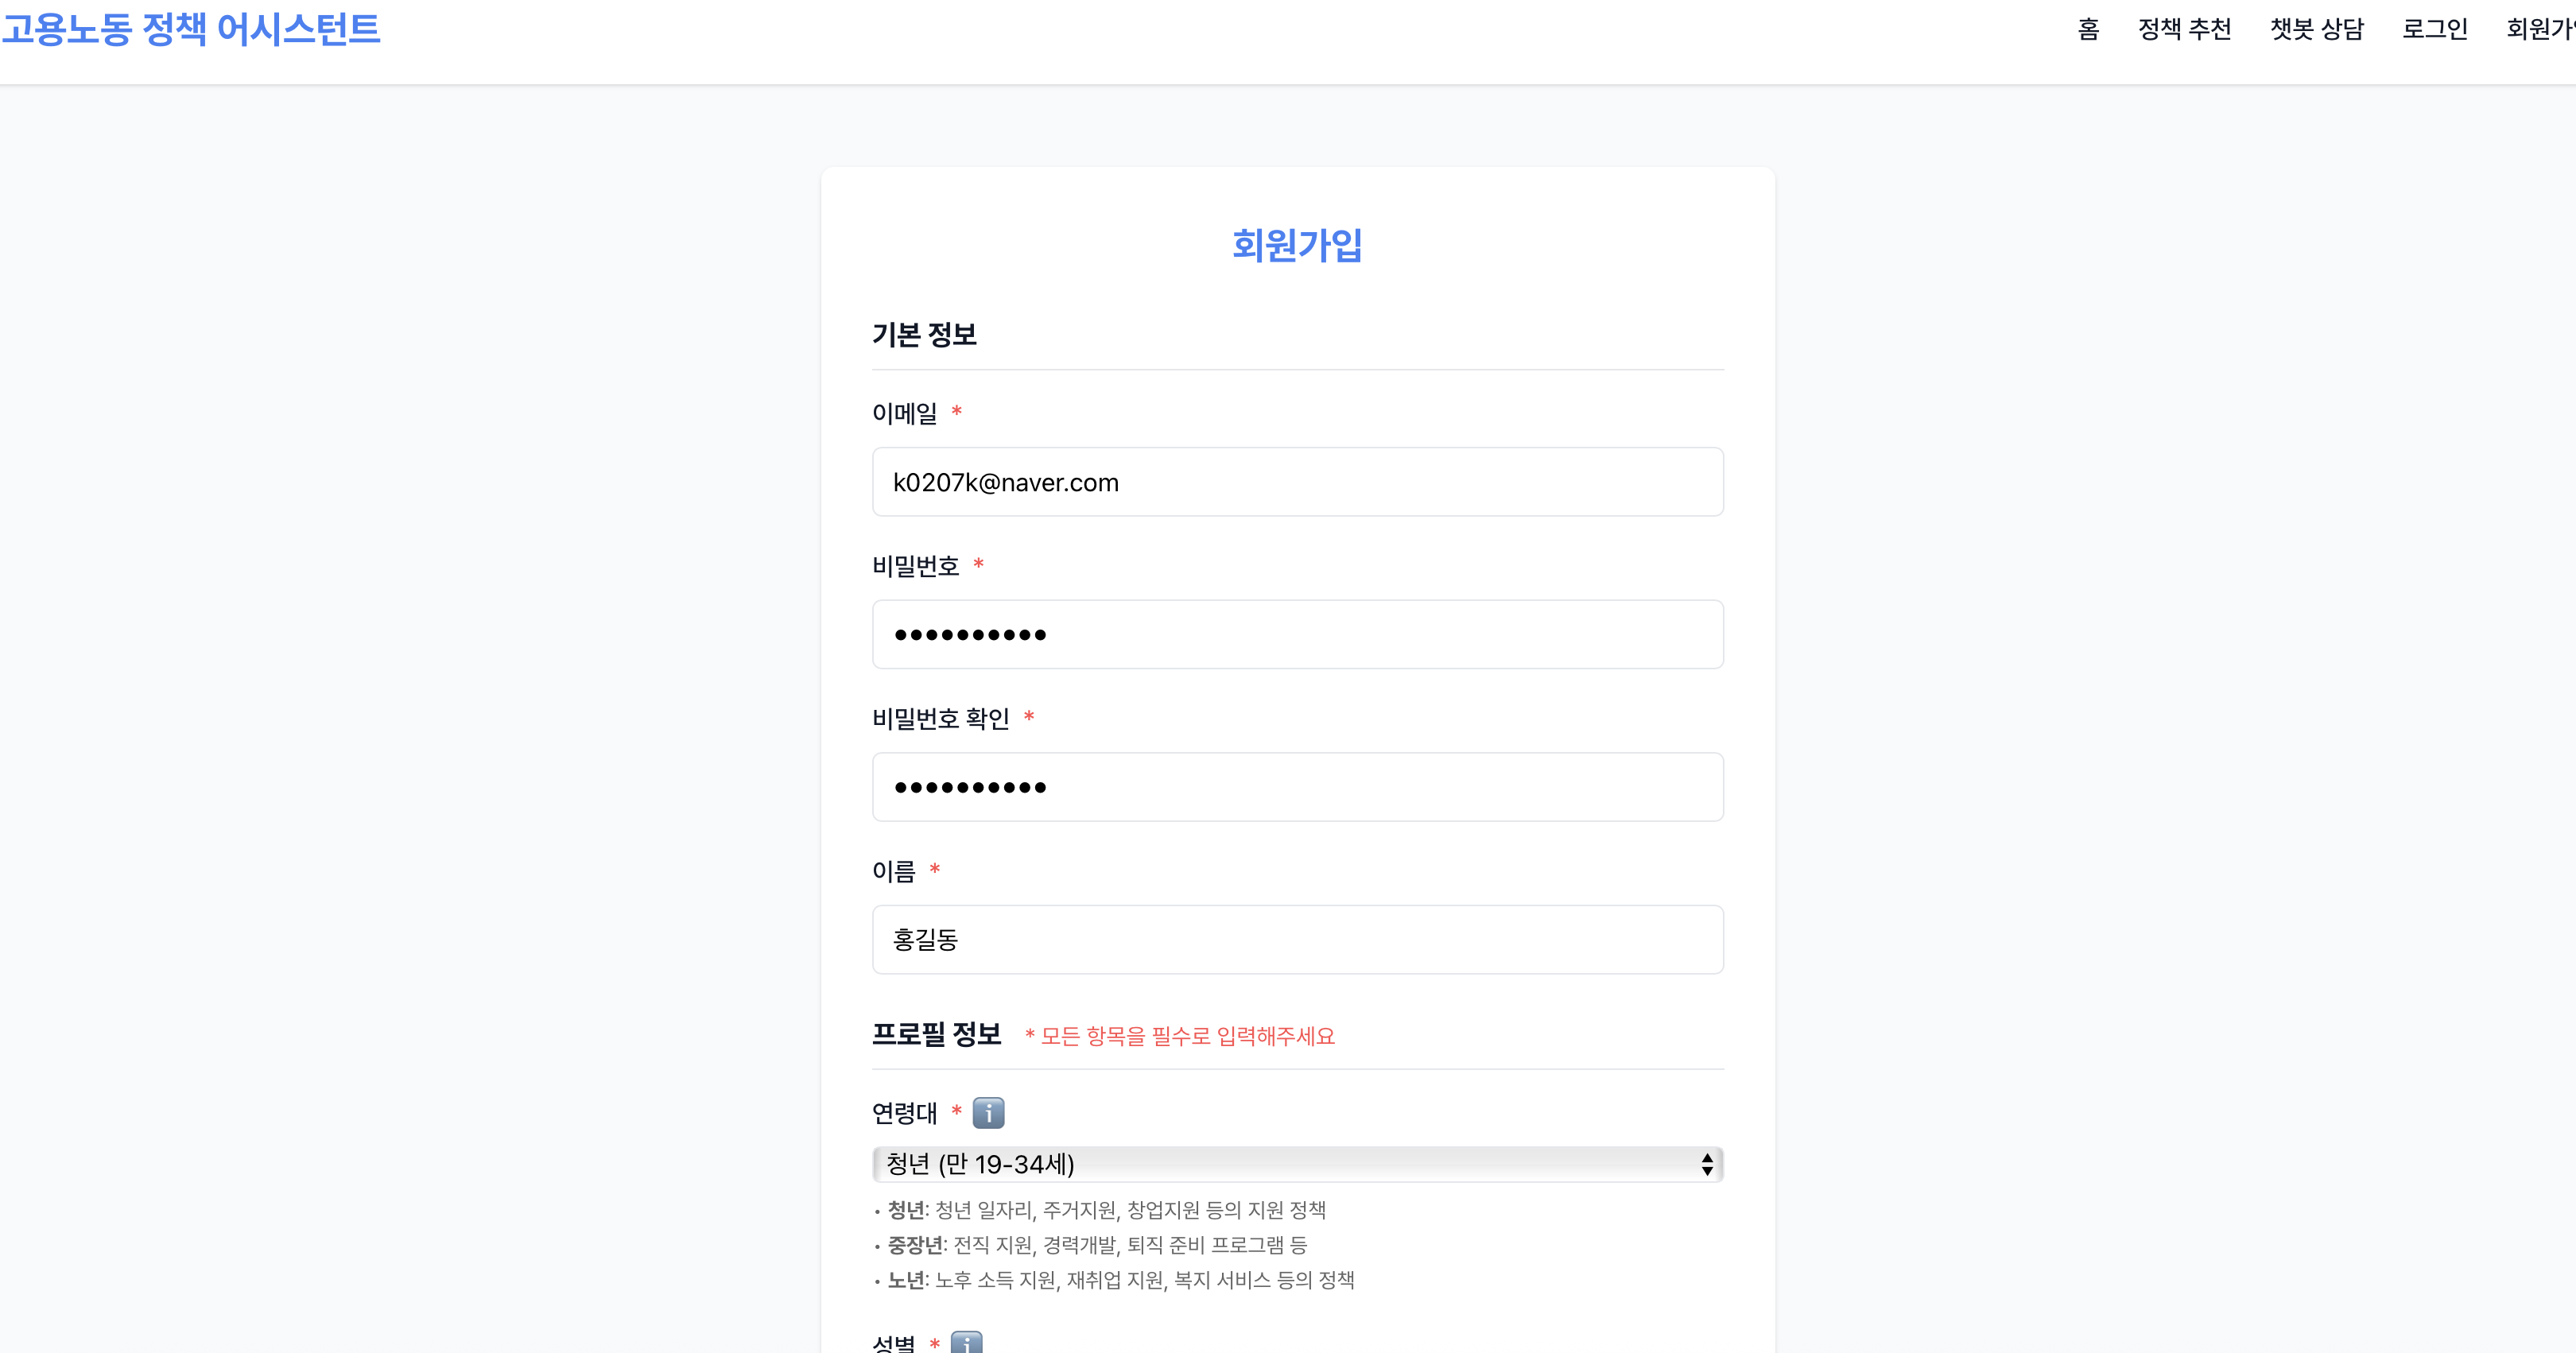 고용노동 정책 어시스턴트
홈 정책 추천 챗봇 상담 로그인
회원가입
기본 정보
이메일 *
k0207k@naver.com
비밀번호 *
••••••••••
비밀번호 확인 *
••••••••••
이름 *
홍길동
프로필 정보 * 모든 항목을 필수로 입력해주세요
연령대 * i
청년 (만 19-34세)
• 청년: 청년 일자리, 주거지원, 창업지원 등의 지원 정책
• 중장년: 전직 지원, 경력개발, 퇴직 준비 프로그램 등
• 노년: 노후 소득 지원, 재취업 지원, 복지 서비스 등의 정책
성별 * i